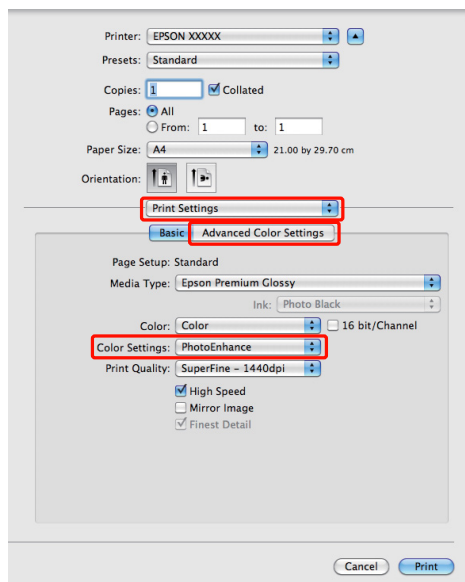 Printer: EPSON XXXXX
Presets: Standard
Copies: 1 Collated
Pages: All
From: 1 to: 1
Paper Size: A4 21.00 by 29.70 cm
Orientation:
Print Settings
Basic Advanced Color Settings
Page Setup: Standard
Media Type: Epson Premium Glossy
Ink: Photo Black
Color: Color 16 bit/Channel
Color Settings: PhotoEnhance
Print Quality: SuperFine - 1440dpi
High Speed
Mirror Image
Finest Detail
Cancel Print